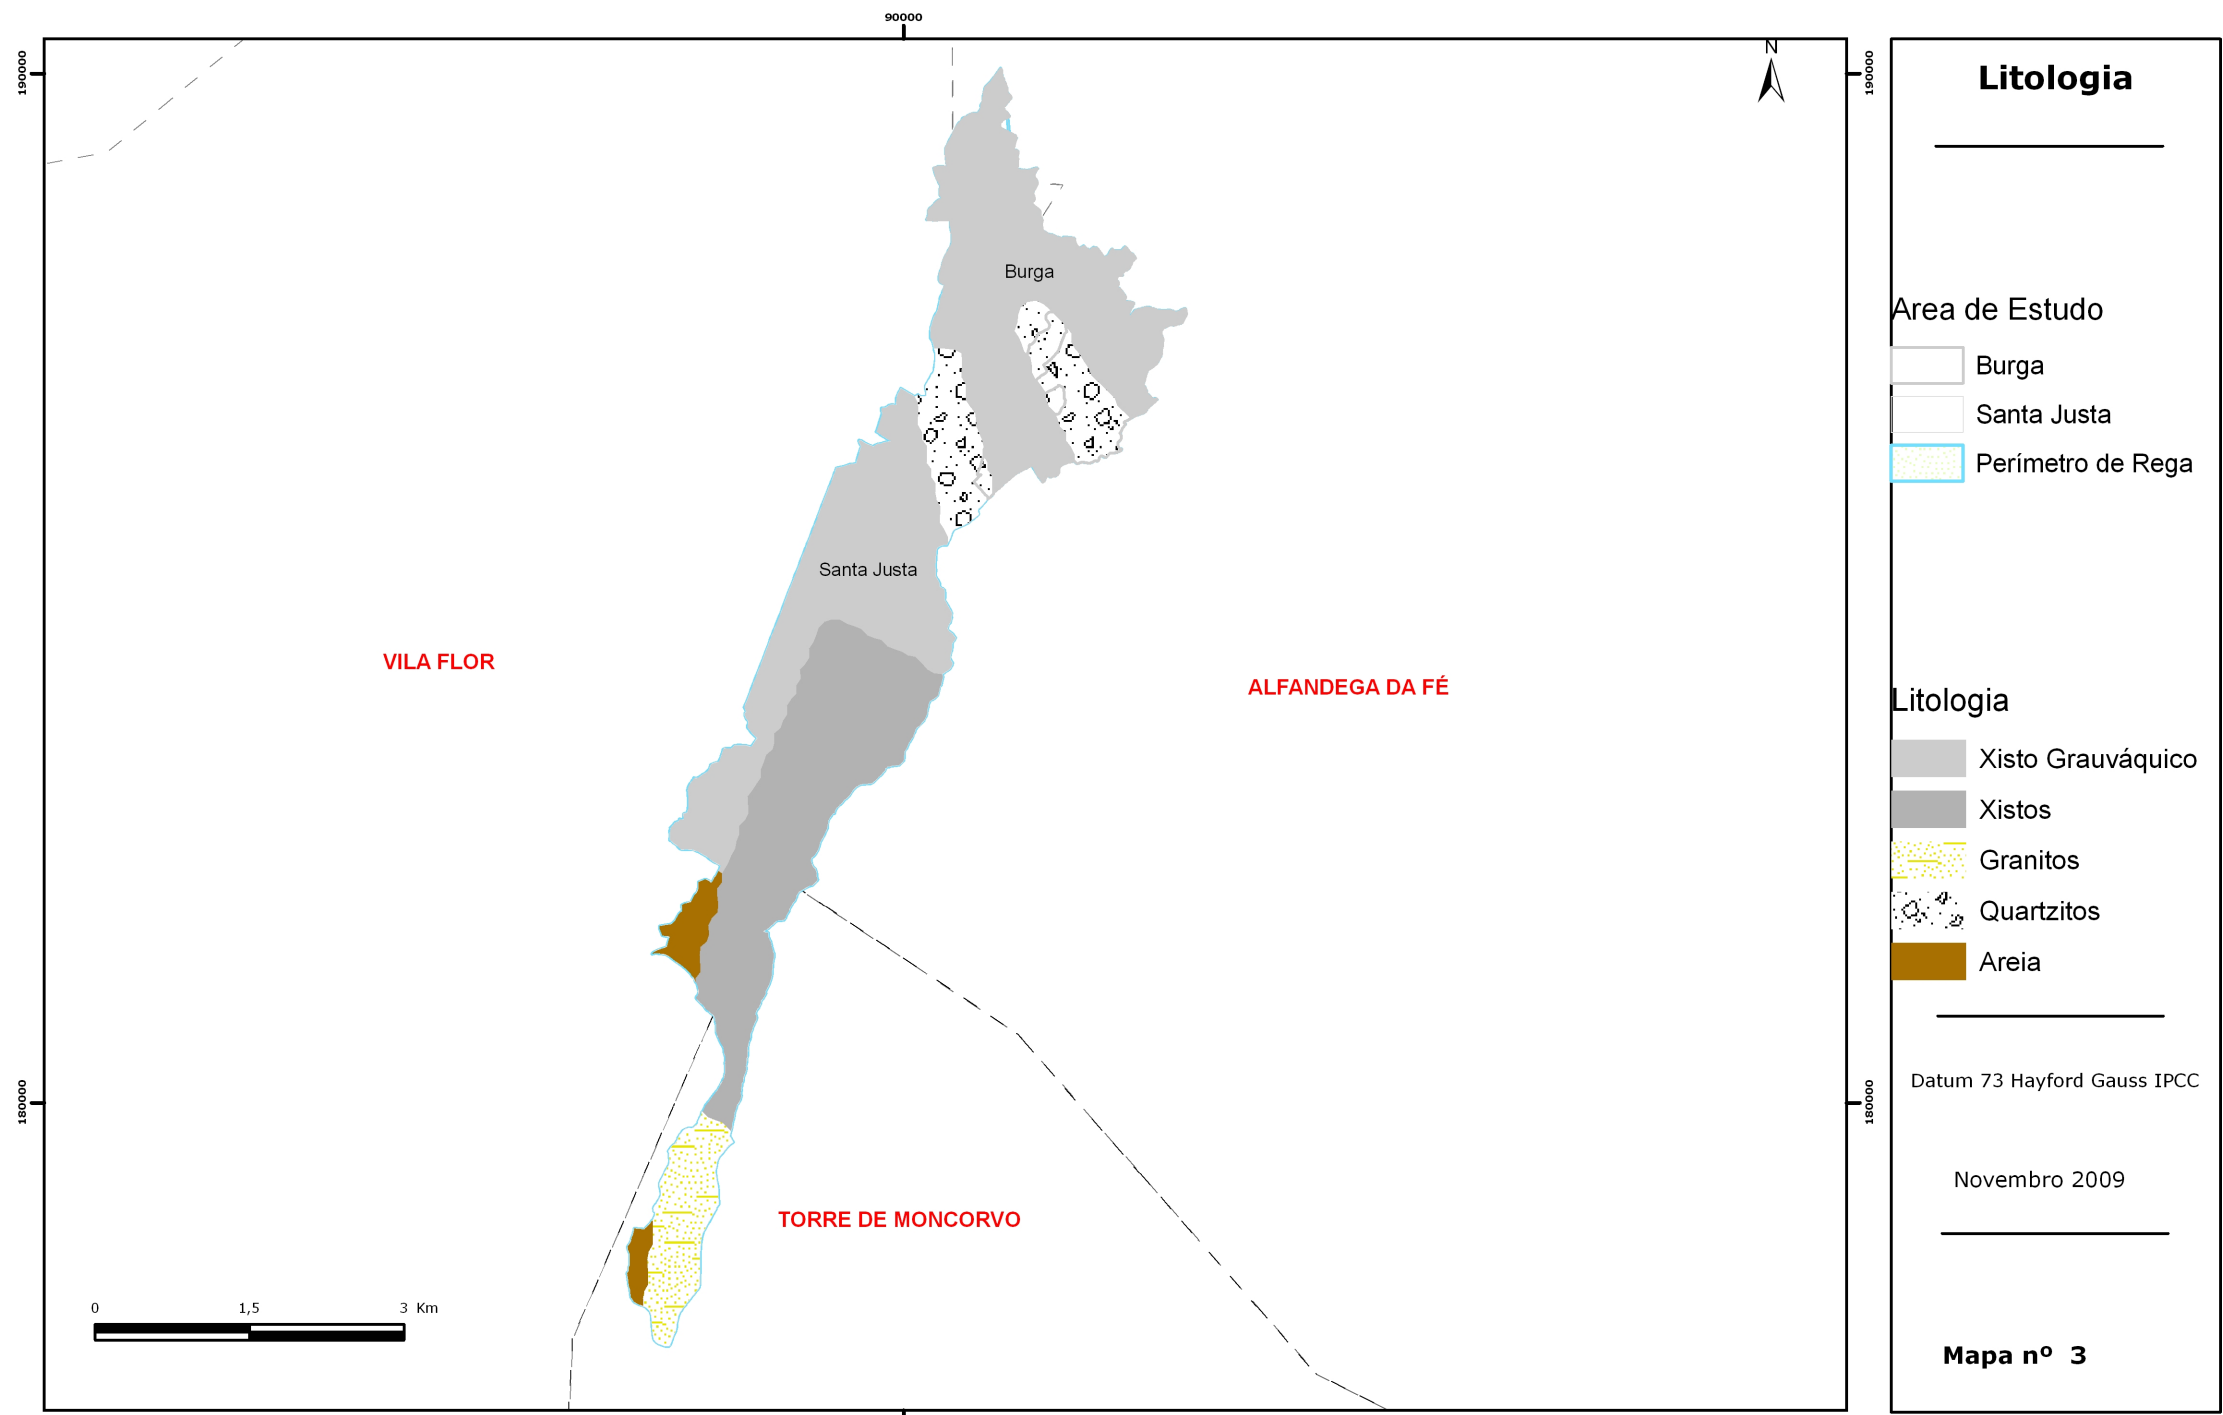 90000
190000
190000
N
Litologia
Burga
Area de Estudo
Burga
Santa Justa
Perímetro de Rega
Santa Justa
VILA FLOR
ALFANDEGA DA FÉ
Litologia
Xisto Grauváquico
Xistos
Granitos
Quartzitos
Areia
180000
180000
Datum 73 Hayford Gauss IPCC
Novembro 2009
TORRE DE MONCORVO
0 1,5 3 Km
Mapa nº 3